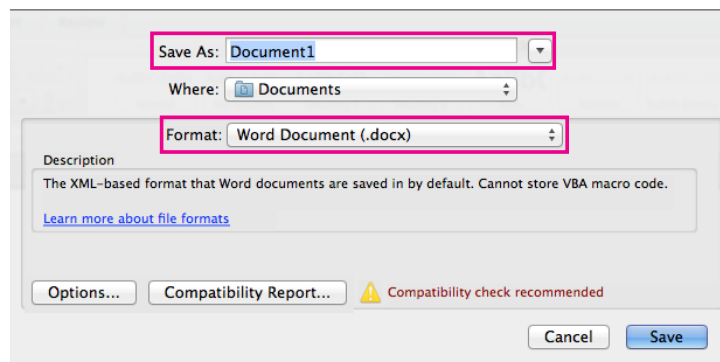 Save As: Document1
Where: Documents
Format: Word Document (.docx)
Description
The XML-based format that Word documents are saved in by default. Cannot store VBA macro code.
Learn more about file formats
Options... Compatibility Report... Compatibility check recommended
Cancel Save